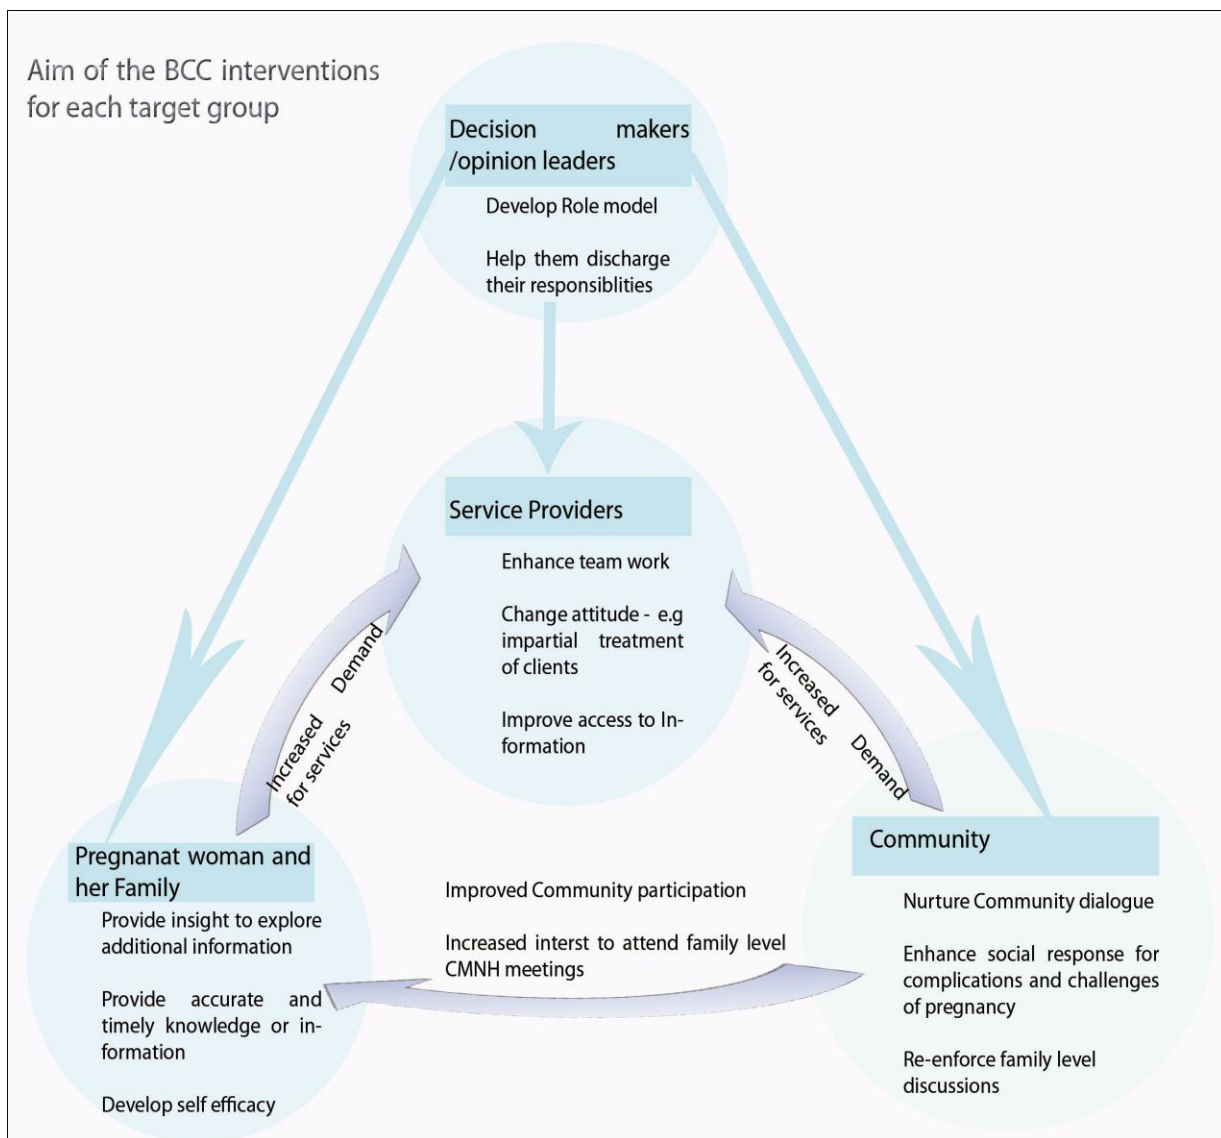 Aim of the BCC interventions
for each target group
Decision makers
/opinion leaders
Develop Role model
Help them discharge
their responsiblities
Service Providers
Enhance team work
Change attitude - e.g
impartial treatment
of clients
Improve access to In-
formation
Increased Demand
for services
Increased Demand
for services
Pregnanat woman and
her Family
Provide insight to explore
additional information
Provide accurate and
timely knowledge or in-
formation
Develop self efficacy
Improved Community participation
Increased interst to attend family level
CMNH meetings
Community
Nurture Community dialogue
Enhance social response for
complications and challenges
of pregnancy
Re-enforce family level
discussions